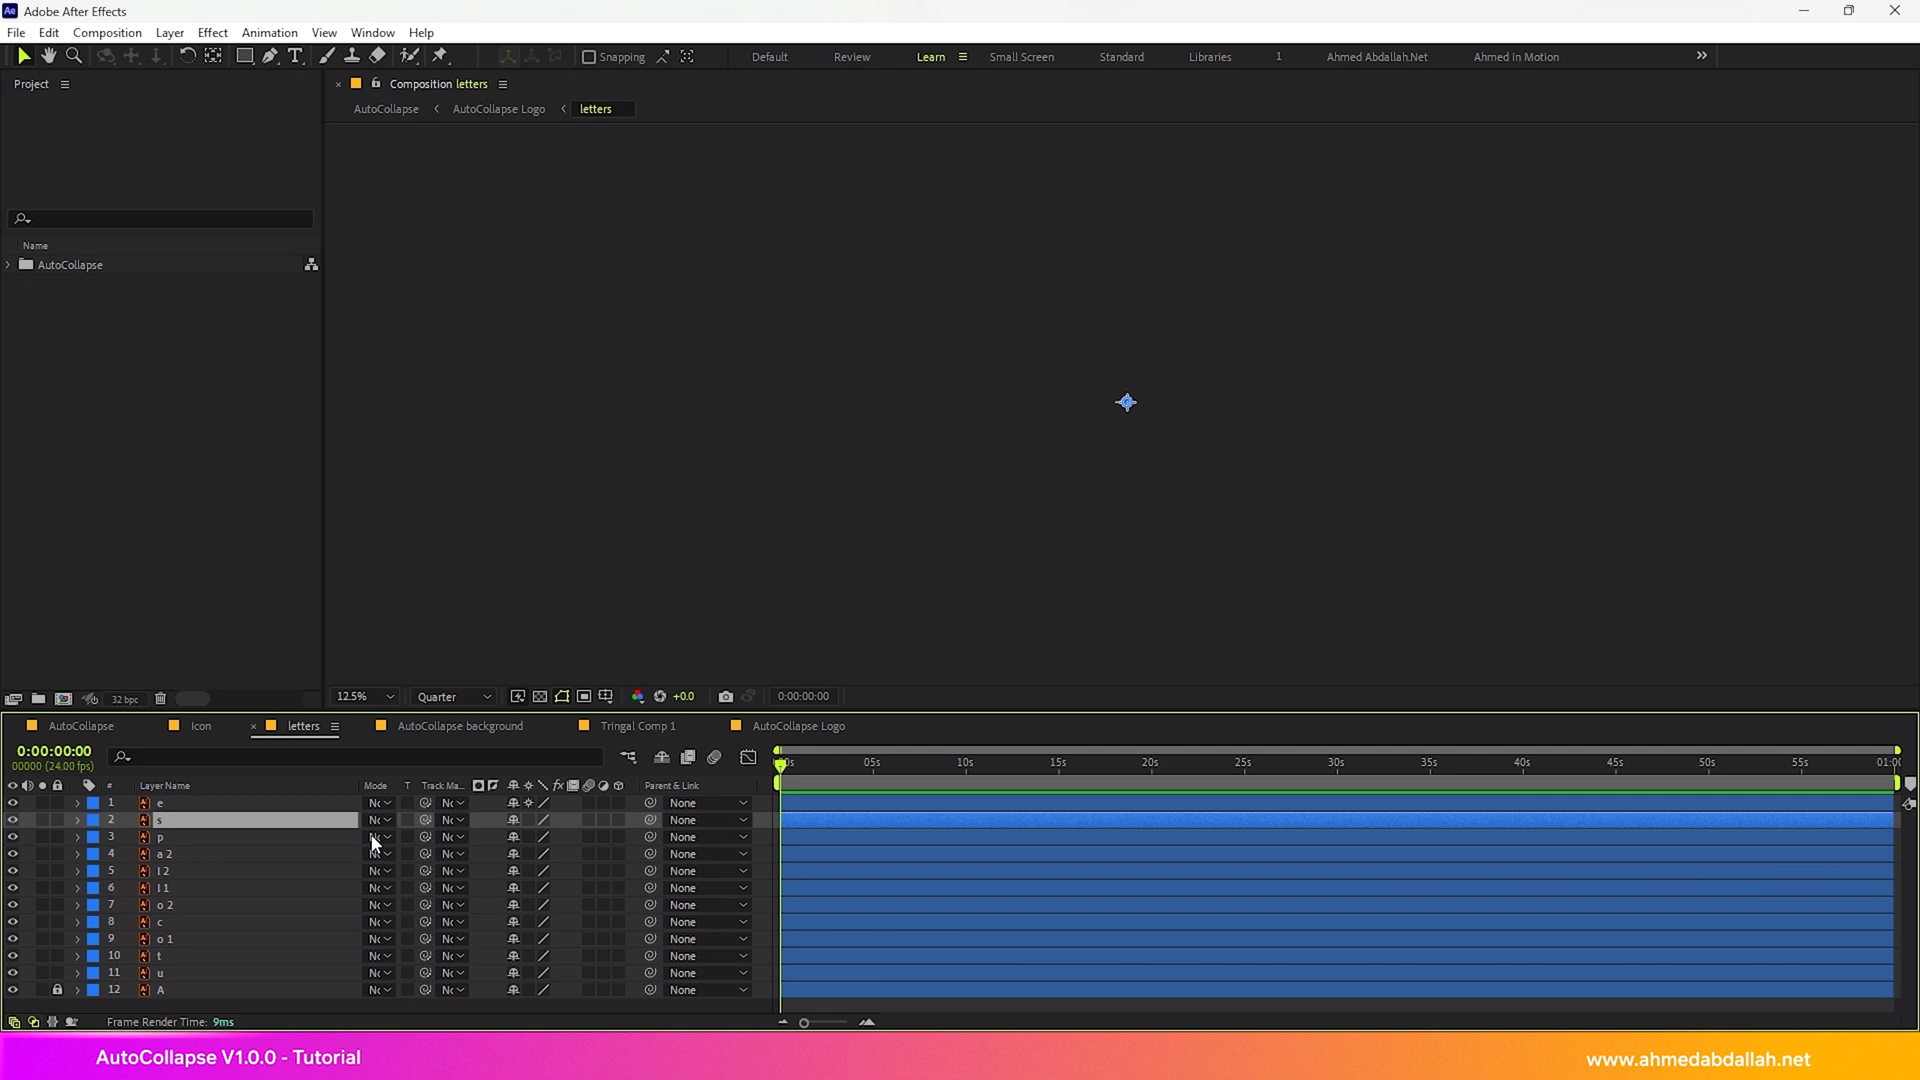 Ae Adobe After Effects
File Edit Composition Layer Effect Animation View Window Help
Snapping Default Review Learn Small Screen Standard Libraries 1 Ahmed Abdallah.Net Ahmed in Motion
Project
Composition letters
AutoCollapse AutoCollapse Logo letters
Name
AutoCollapse
32 bpc
12.5% Quarter +0.0 0:00:00:00
AutoCollapse Icon letters AutoCollapse background Tringal Comp 1 AutoCollapse Logo
0:00:00:00
00000 (24.00 fps)
05s 10s 15s 20s 25s 30s 35s 40s 45s 50s 55s
# Layer Name Mode T Track Ma... fx Parent & Link
1 e None
2 s None
3 p None
4 a 2 None
5 l 2 None
6 l 1 None
7 o 2 None
8 c None
9 o 1 None
10 t None
11 u None
12 A None
Frame Render Time: 9ms
AutoCollapse V1.0.0 - Tutorial
www.ahmedabdallah.net